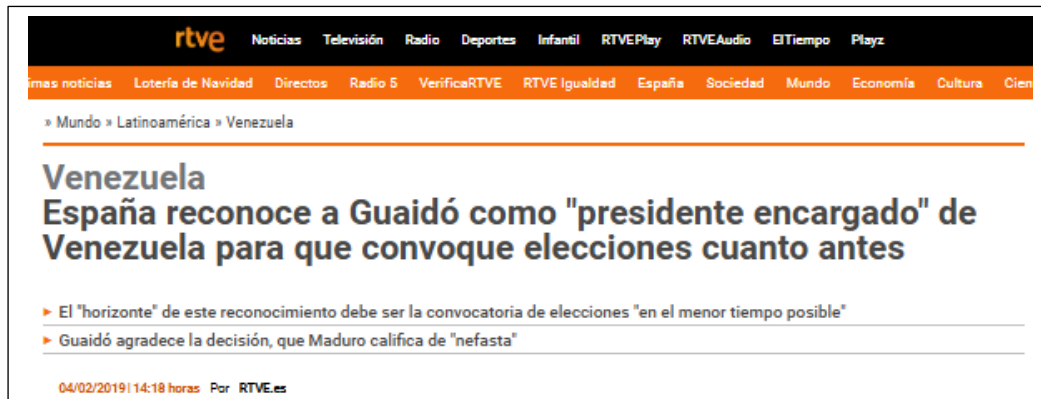 rtve Noticias Televisión Radio Deportes Infantil RTVEPlay RTVEAudio ElTiempo Playz
imas noticias Lotería de Navidad Directos Radio 5 VerificaRTVE RTVE Igualdad España Sociedad Mundo Economía Cultura Cien
» Mundo » Latinoamérica » Venezuela
Venezuela
España reconoce a Guaidó como "presidente encargado" de
Venezuela para que convoque elecciones cuanto antes
► El "horizonte" de este reconocimiento debe ser la convocatoria de elecciones "en el menor tiempo posible"
► Guaidó agradece la decisión, que Maduro califica de "nefasta"
04/02/2019|14:18 horas Por RTVE.es